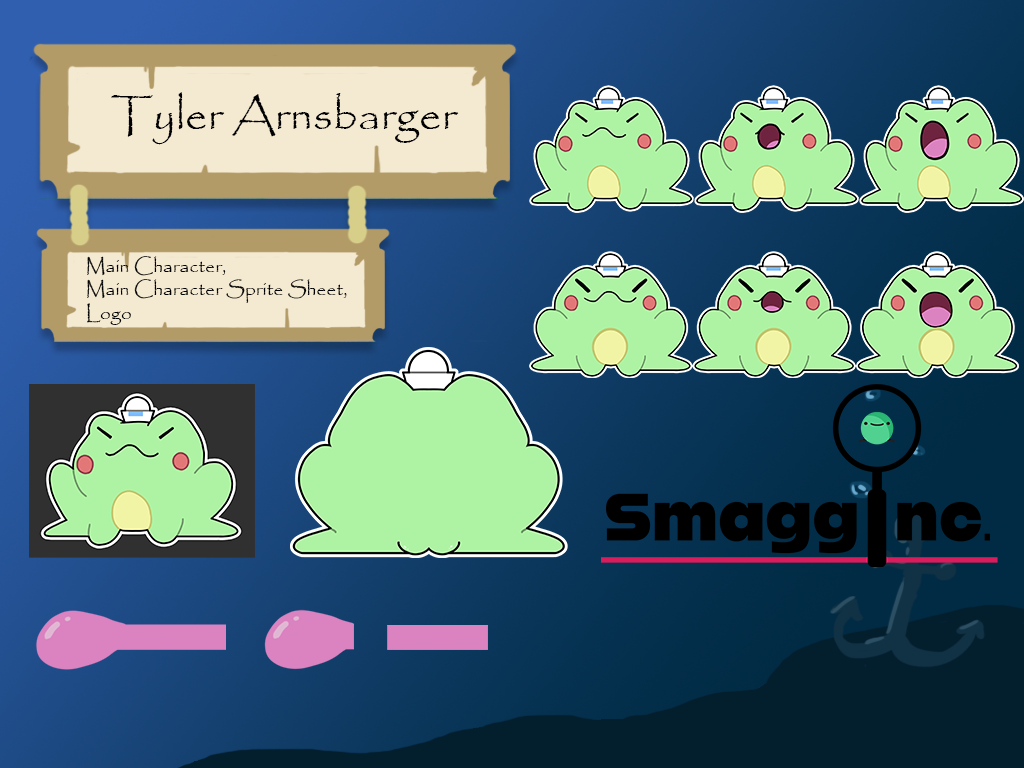 Tyler Arnsbarger
Main Character,
Main Character Sprite Sheet,
Logo
Smagg Inc.